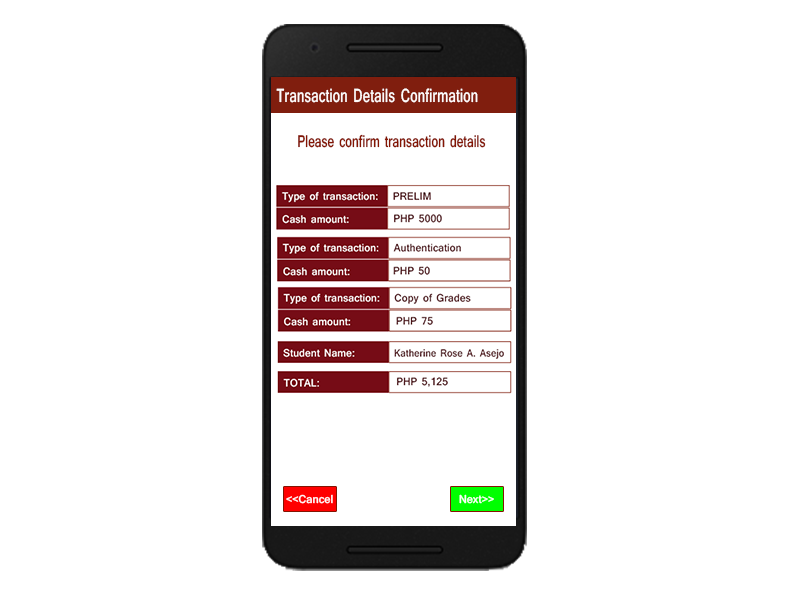 Transaction Details Confirmation
Please confirm transaction details
Type of transaction: PRELIM
Cash amount: PHP 5000
Type of transaction: Authentication
Cash amount: PHP 50
Type of transaction: Copy of Grades
Cash amount: PHP 75
Student Name: Katherine Rose A. Asejo
TOTAL: PHP 5,125
<<Cancel Next>>